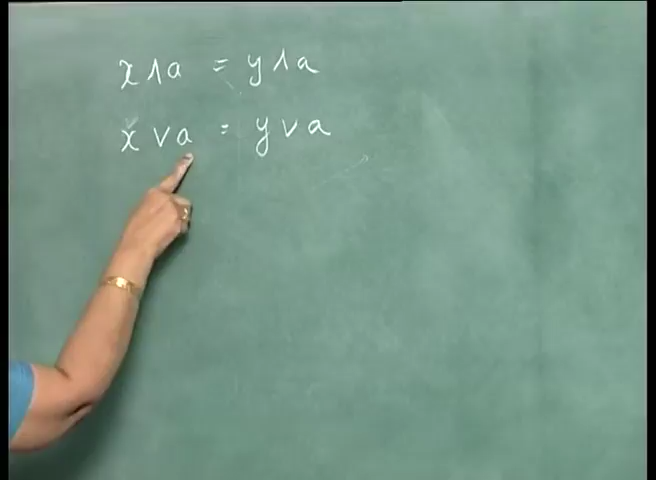 x ∧ a = y ∧ a
x ∨ a = y ∨ a